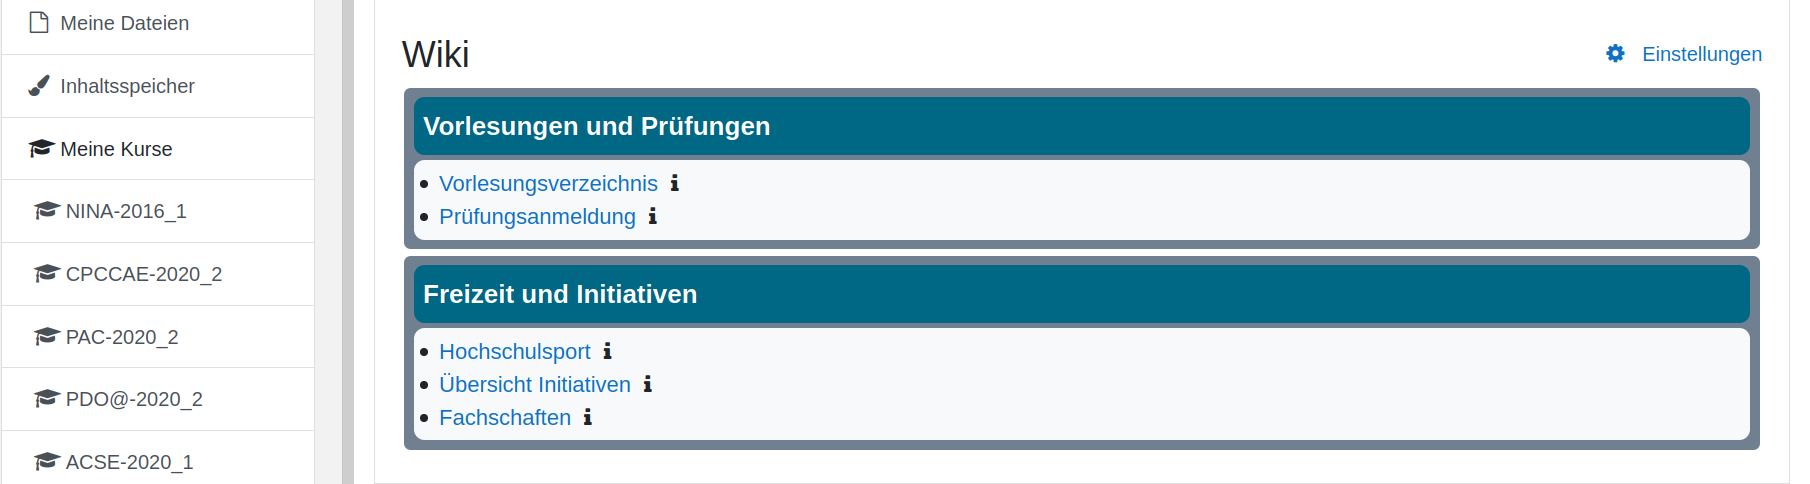 Meine Dateien
Inhaltsspeicher
Meine Kurse
NINA-2016_1
CPCCAE-2020_2
PAC-2020_2
PDO@-2020_2
ACSE-2020_1
Wiki
Einstellungen
Vorlesungen und Prüfungen
Vorlesungsverzeichnis
Prüfungsanmeldung
Freizeit und Initiativen
Hochschulsport
Übersicht Initiativen
Fachschaften